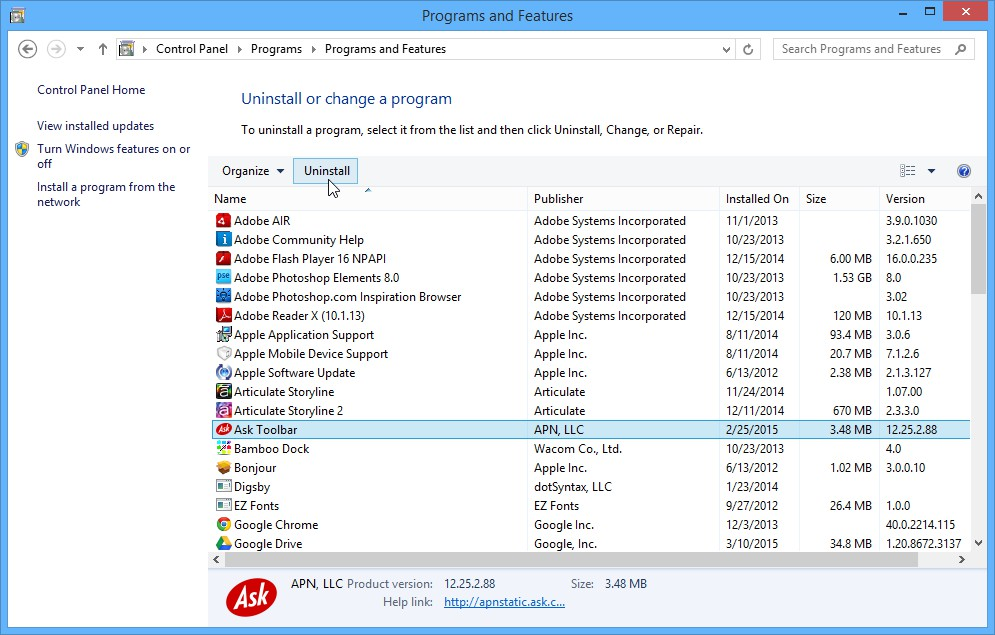 Programs and Features
Control Panel Programs Programs and Features
Search Programs and Features
Control Panel Home
View installed updates
Turn Windows features on or
off
Install a program from the
network
Uninstall or change a program
To uninstall a program, select it from the list and then click Uninstall, Change, or Repair.
Organize Uninstall
Name Publisher Installed On Size Version
Adobe AIR Adobe Systems Incorporated 11/1/2013 3.9.0.1030
Adobe Community Help Adobe Systems Incorporated 10/23/2013 3.2.1.650
Adobe Flash Player 16 NPAPI Adobe Systems Incorporated 12/15/2014 6.00 MB 16.0.0.235
pse Adobe Photoshop Elements 8.0 Adobe Systems Incorporated 10/23/2013 1.53 GB 8.0
Adobe Photoshop.com Inspiration Browser Adobe Systems Incorporated 10/23/2013 3.02
Adobe Reader X (10.1.13) Adobe Systems Incorporated 12/15/2014 120 MB 10.1.13
Apple Application Support Apple Inc. 8/11/2014 93.4 MB 3.0.6
Apple Mobile Device Support Apple Inc. 8/11/2014 20.7 MB 7.1.2.6
Apple Software Update Apple Inc. 6/13/2012 2.38 MB 2.1.3.127
Articulate Storyline Articulate 11/24/2014 1.07.00
Articulate Storyline 2 Articulate 12/11/2014 670 MB 2.3.3.0
Ask Ask Toolbar APN, LLC 2/25/2015 3.48 MB 12.25.2.88
Bamboo Dock Wacom Co., Ltd. 10/23/2013 4.0
Bonjour Apple Inc. 6/13/2012 1.02 MB 3.0.0.10
Digsby dotSyntax, LLC 1/23/2014
EZ Fonts EZ Fonts 9/27/2012 26.4 MB 1.0.0
Google Chrome Google Inc. 12/3/2013 40.0.2214.115
Google Drive Google, Inc. 3/10/2015 34.8 MB 1.20.8672.3137
Ask
APN, LLC Product version: 12.25.2.88 Size: 3.48 MB
Help link: http://apnstatic.ask.c...